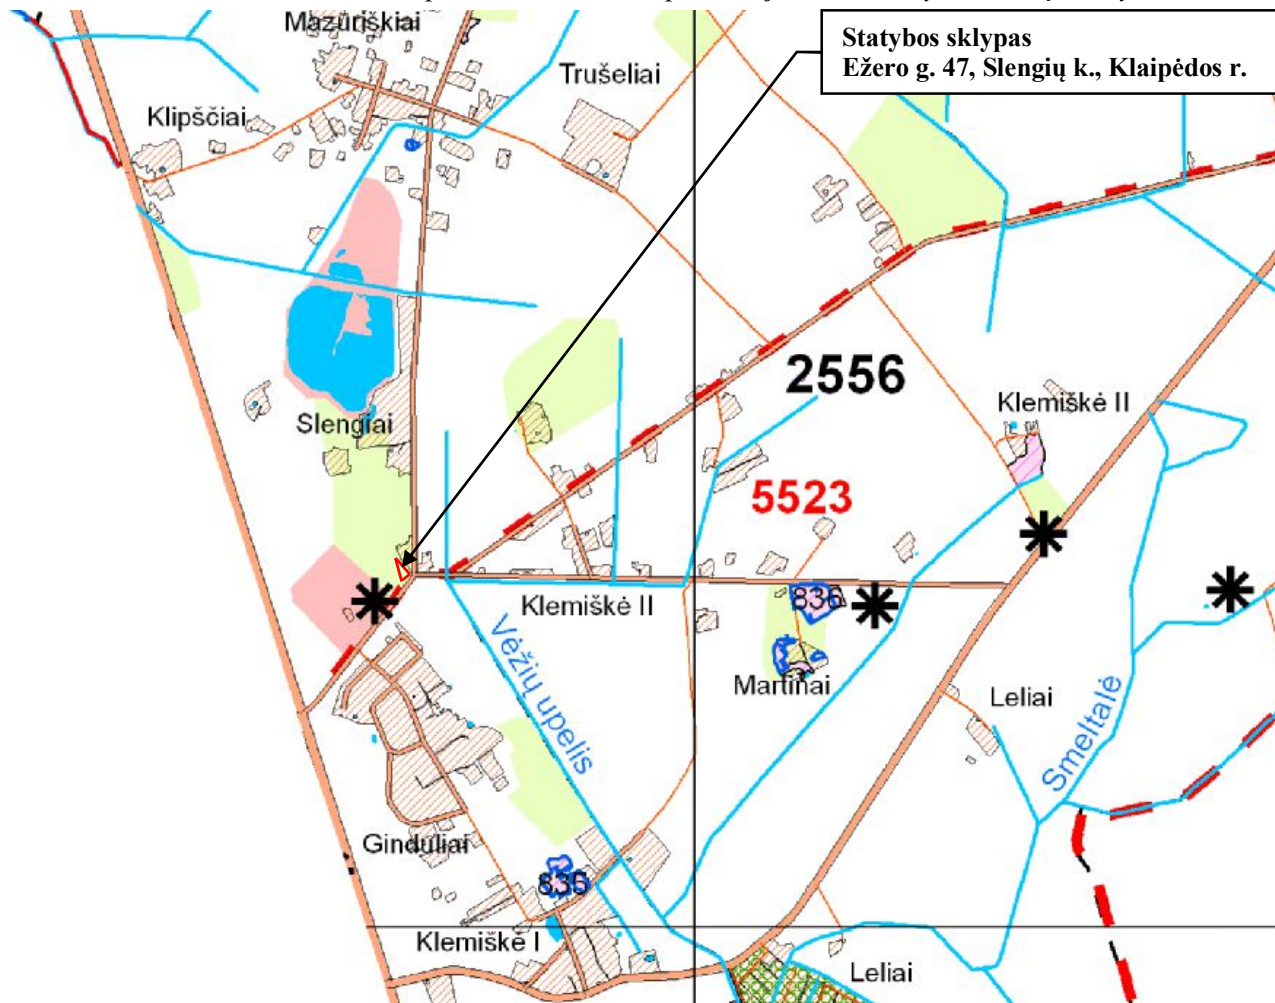 Statybos sklypas
Ežero g. 47, Slengių k., Klaipėdos r.
Mazūriškiai
Trušeliai
Klipščiai
2556
Klemiškė II
Slengiai
5523
Klemiškė II
836
Vėžių upelis
Martinai
Leliai
Smeltalė
Ginduliai
836
Klemiškė I
Leliai